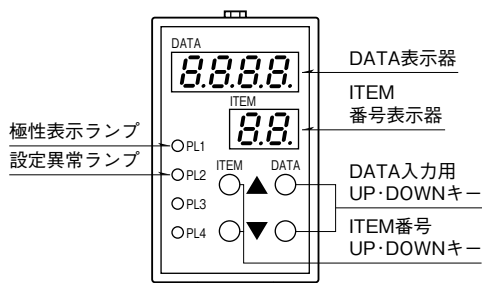 DATA
8.8.8.8.
DATA表示器
ITEM
8.8.
ITEM
番号表示器
極性表示ランプ
PL1
設定異常ランプ
PL2
ITEM
DATA
DATA入力用
UP·DOWNキー
PL3
PL4
ITEM番号
UP·DOWNキー